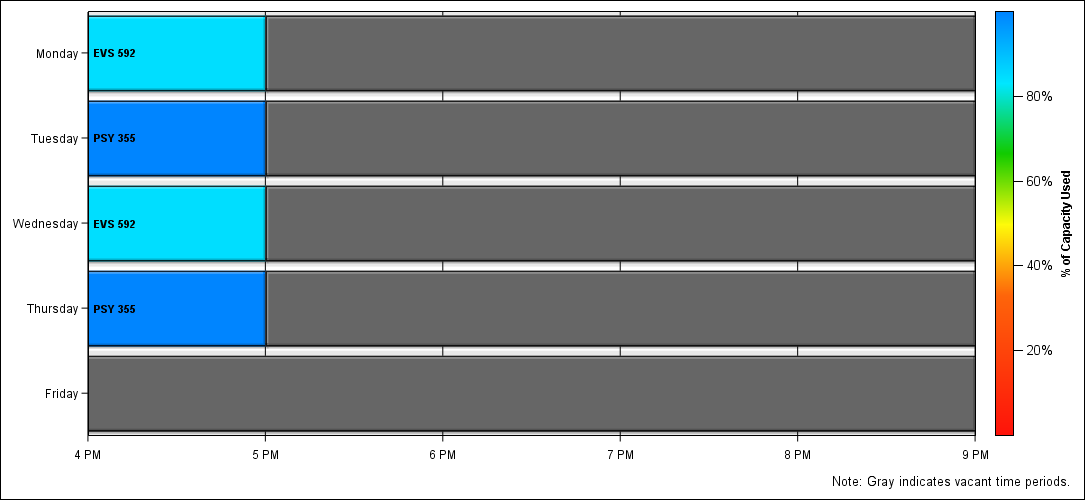 Monday
EVS 592
Tuesday
PSY 355
Wednesday
EVS 592
Thursday
PSY 355
Friday
4 PM 5 PM 6 PM 7 PM 8 PM 9 PM
80%
60%
40%
20%
% of Capacity Used
Note: Gray indicates vacant time periods.